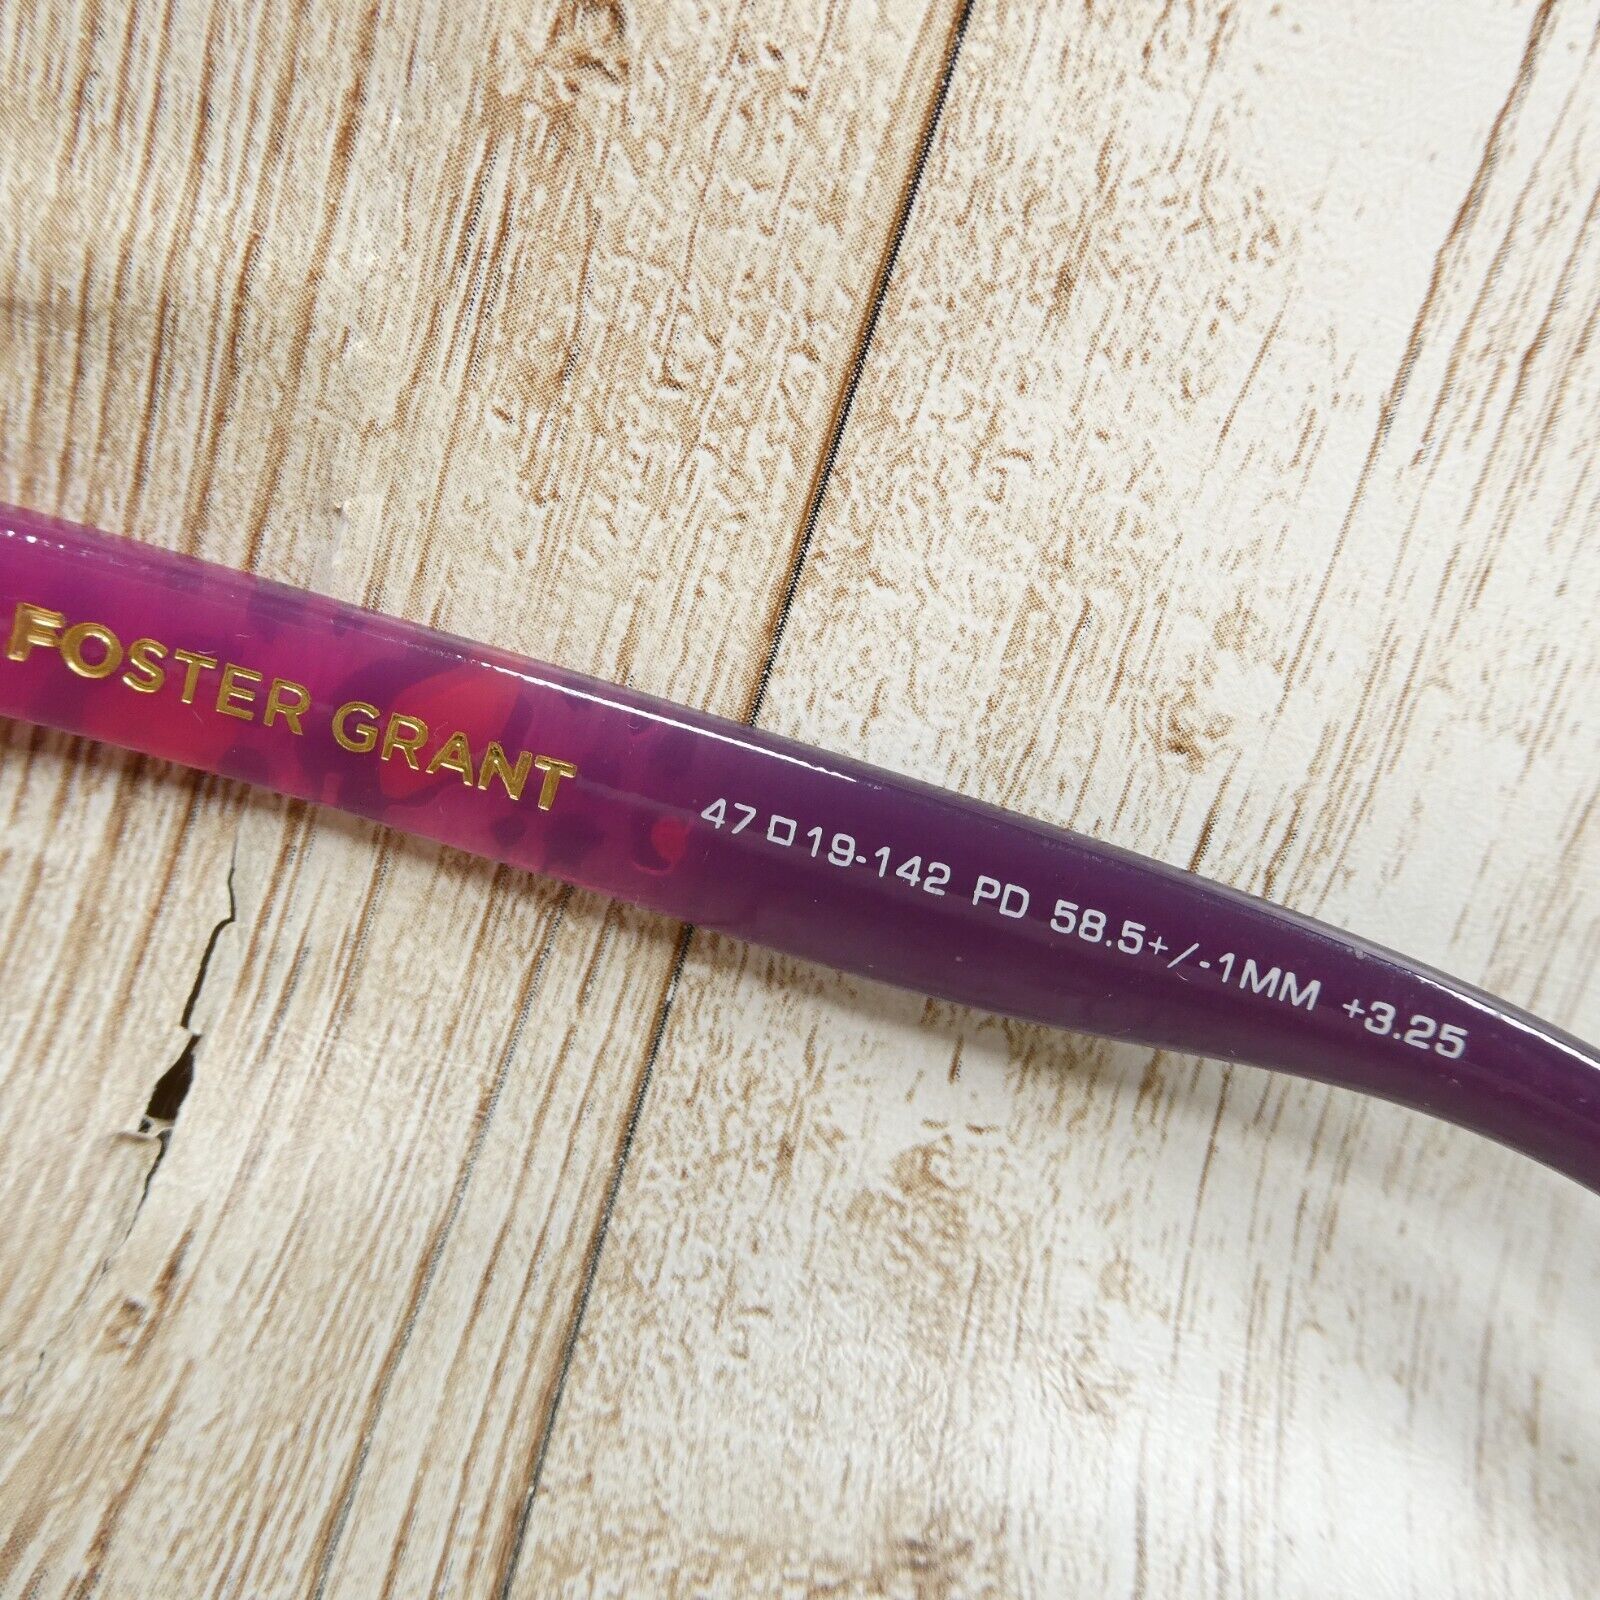 FOSTER GRANT 47□19-142 PD 58.5+/-1MM +3.25